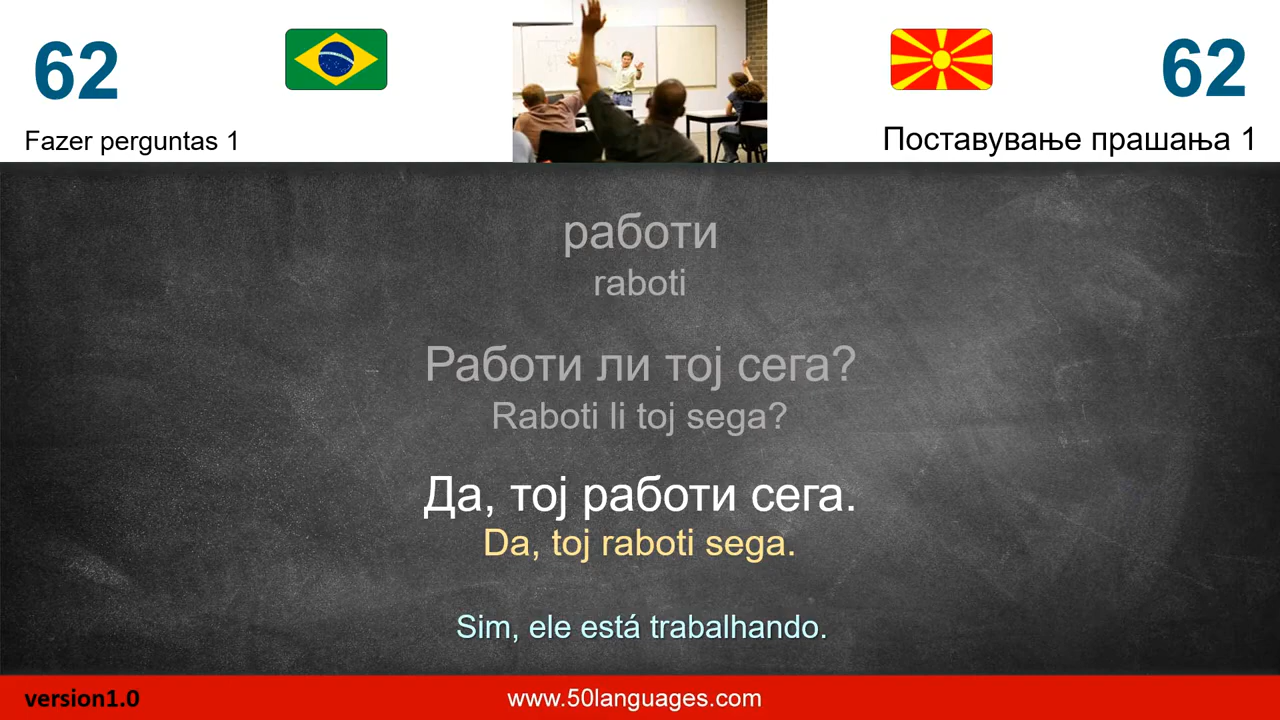 62
62
Fazer perguntas 1
Поставување прашања 1
работи
raboti
Работи ли тој сега?
Raboti li toj sega?
Да, тој работи сега.
Da, toj raboti sega.
Sim, ele está trabalhando.
version1.0
www.50languages.com